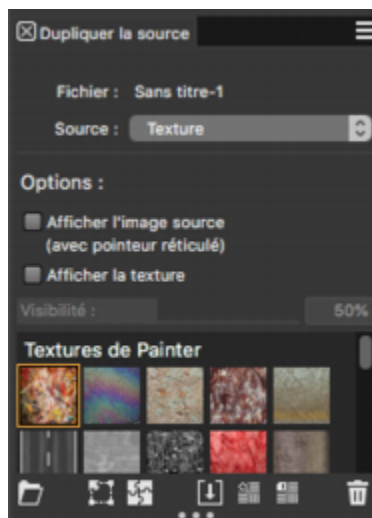 Dupliquer la source
Fichier : Sans titre-1
Source : Texture
Options :
Afficher l'image source
(avec pointeur réticulé)
Afficher la texture
Visibilité : 50%
Textures de Painter